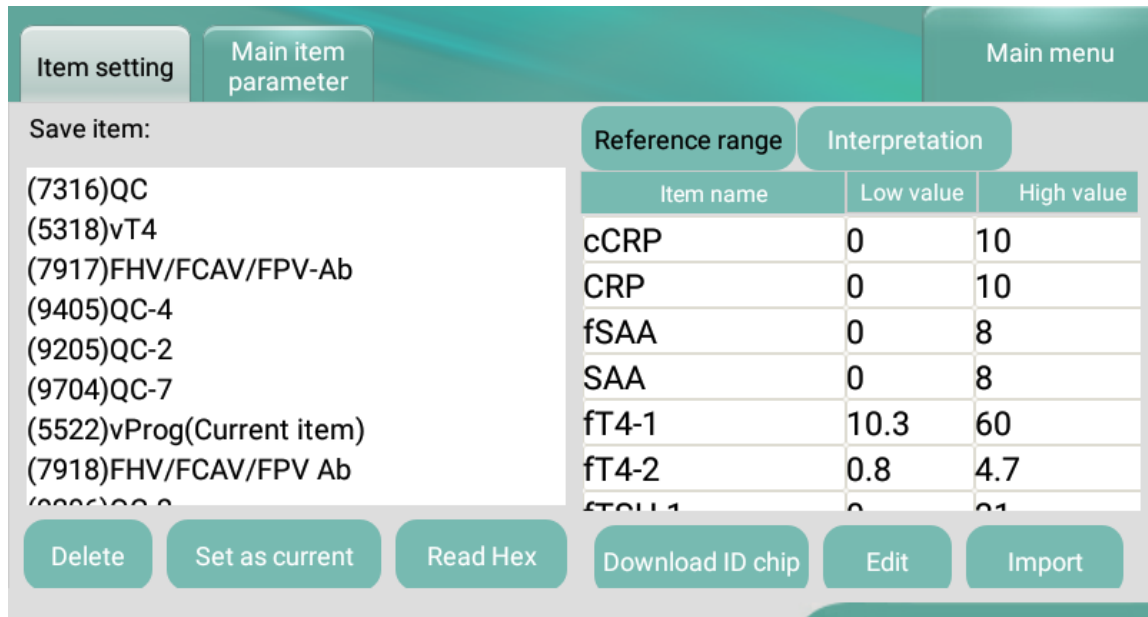 Item setting
Main item
parameter
Main menu
Save item:
(7316)QC
(5318)vT4
(7917)FHV/FCAV/FPV-Ab
(9405)QC-4
(9205)QC-2
(9704)QC-7
(5522)vProg(Current item)
(7918)FHV/FCAV/FPV Ab
Delete
Set as current
Read Hex
Reference range
Interpretation
Item name Low value High value
cCRP 0 10
CRP 0 10
fSAA 0 8
SAA 0 8
fT4-1 10.3 60
fT4-2 0.8 4.7
Download ID chip
Edit
Import